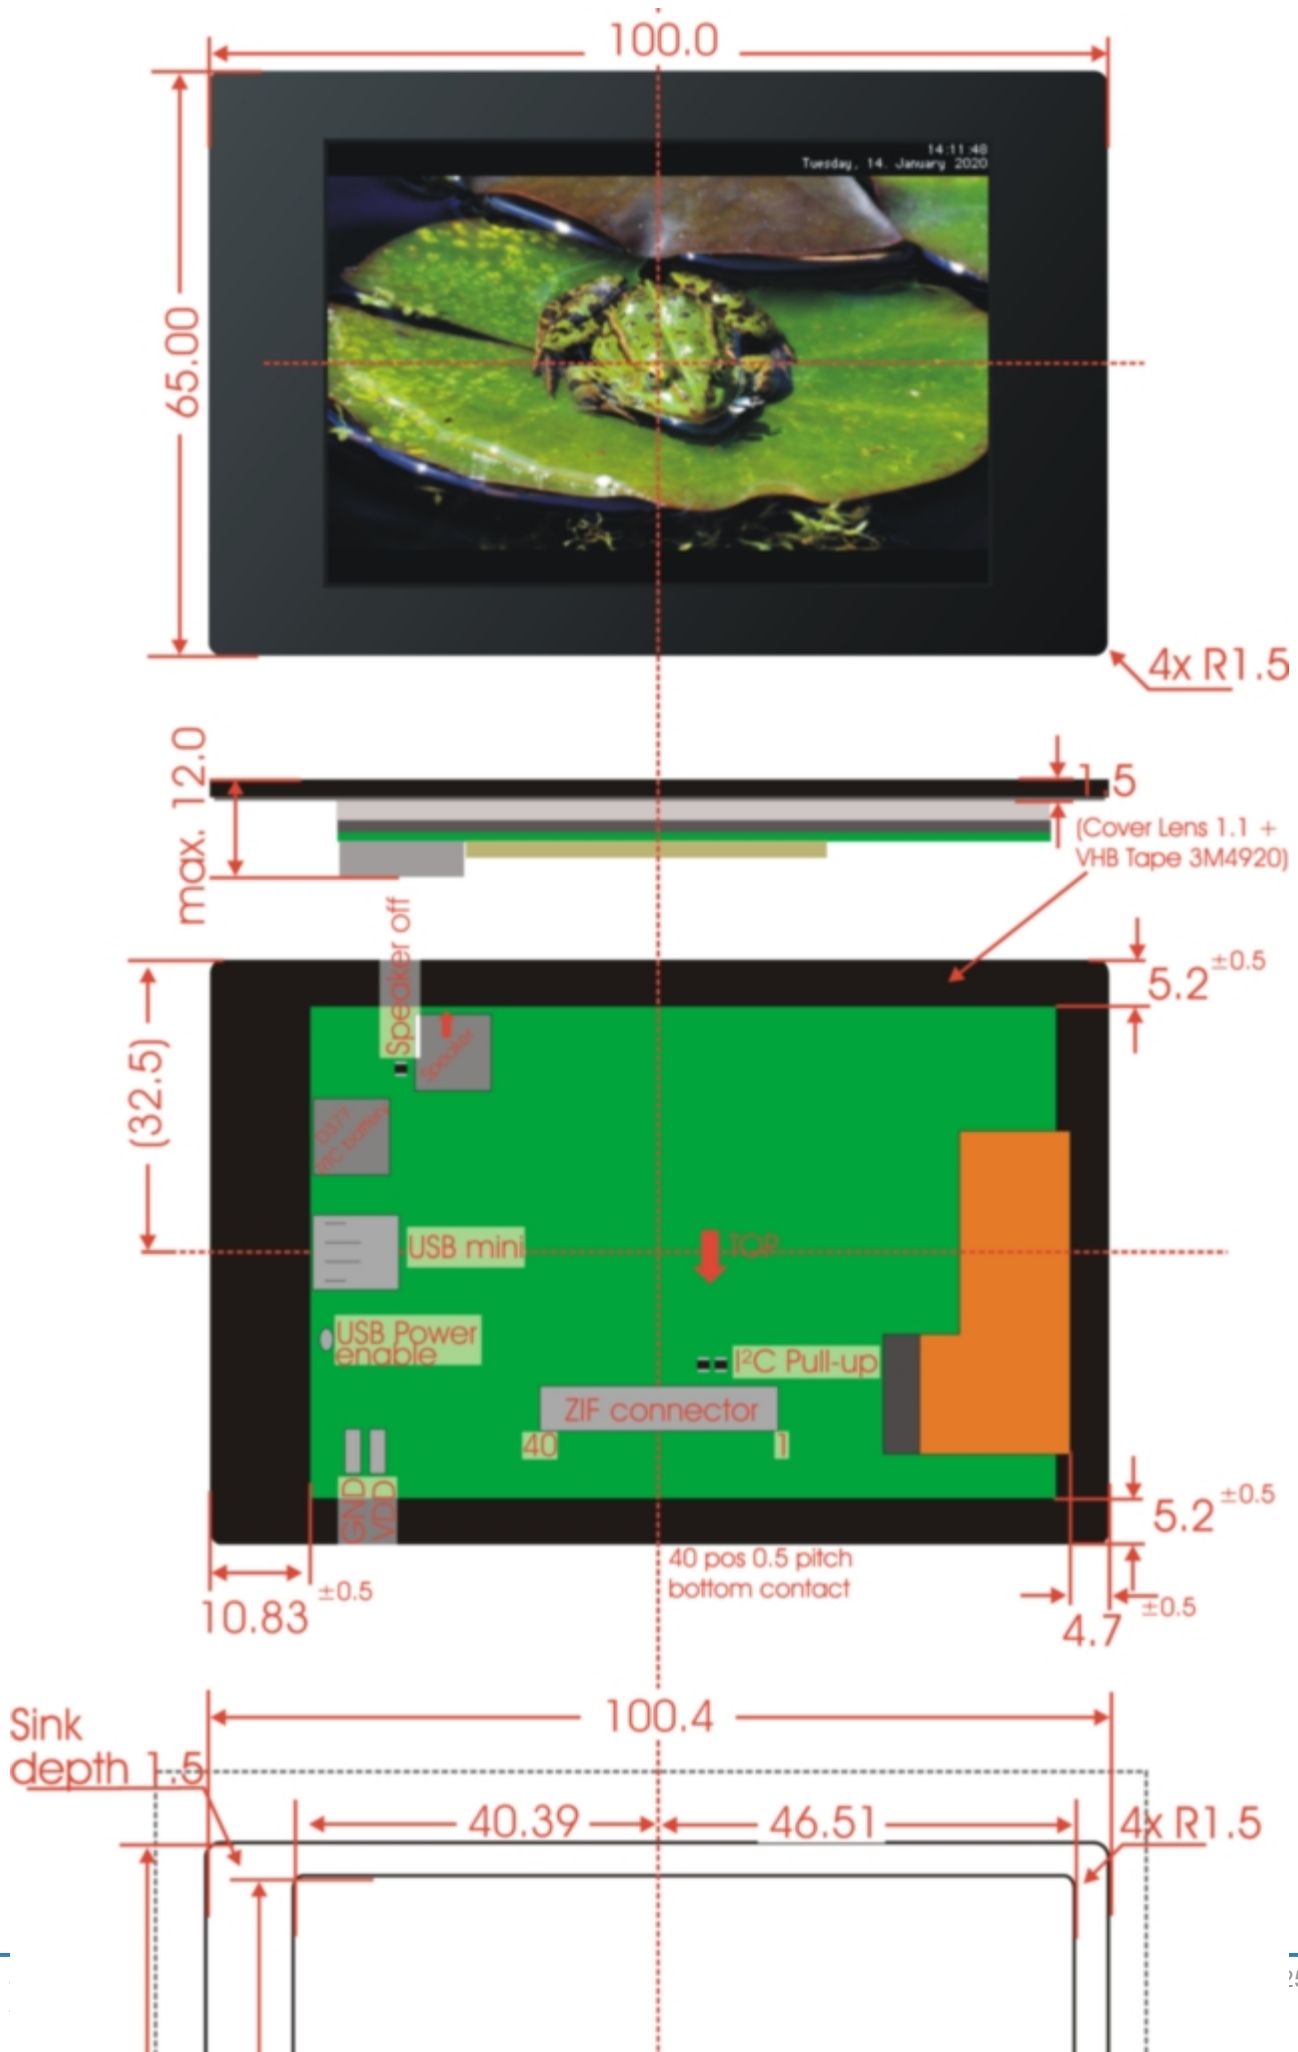 100.0
14:11:48
Tuesday, 14. January 2020
65.00
4x R1.5
max. 12.0
1.5
(Cover Lens 1.1 +
VHB Tape 3M4920)
Speaker off
5.2 ±0.5
Speaker
(32.5)
RTC battery
USB mini
TOP
USB Power
enable
I²C Pull-up
ZIF connector
40
1
GND
VDD
5.2 ±0.5
40 pos 0.5 pitch
bottom contact
10.83 ±0.5
4.7 ±0.5
100.4
Sink
depth 1.5
40.39
46.51
4x R1.5